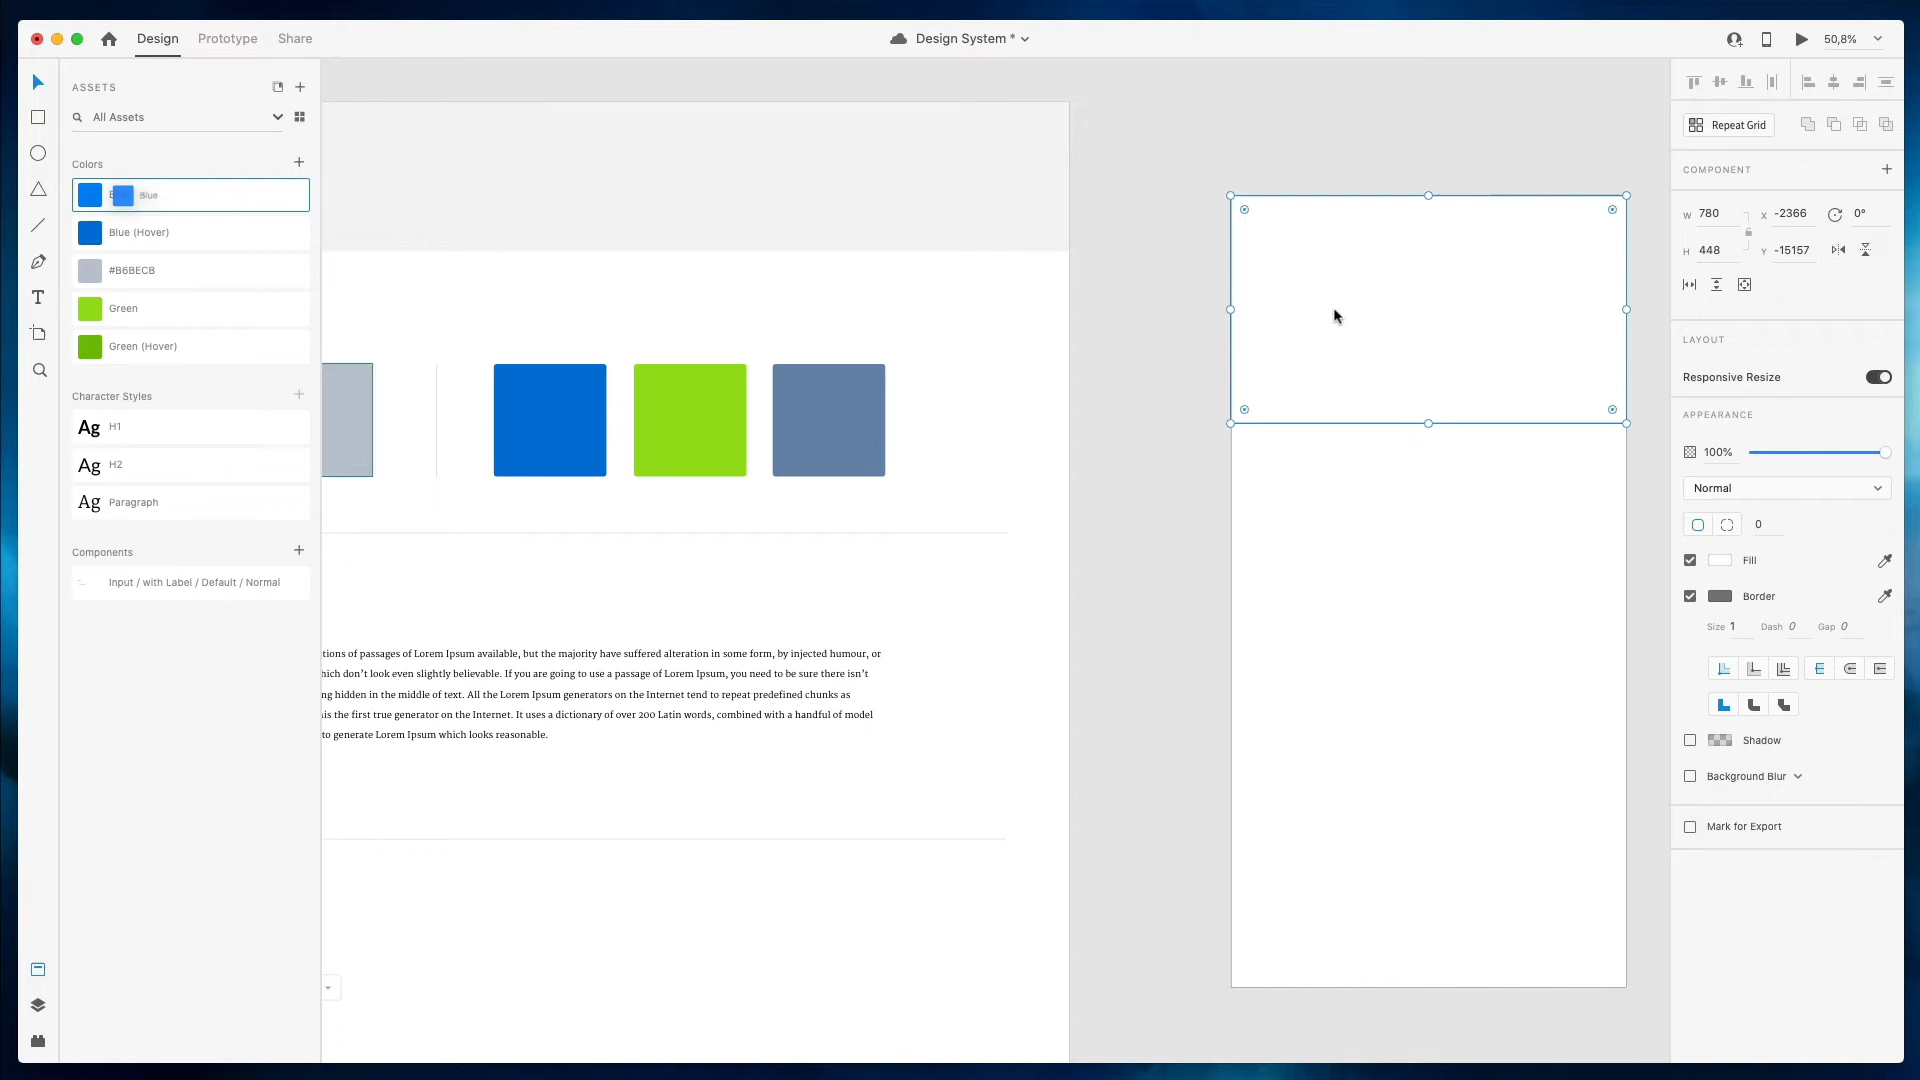 Design
Prototype
Share
Design System *
50,8%
ASSETS
All Assets
Colors
Blue
Blue (Hover)
#B6BECB
Green
Green (Hover)
Character Styles
Ag H1
Ag H2
Ag Paragraph
Components
Input / with Label / Default / Normal
tions of passages of Lorem Ipsum available, but the majority have suffered alteration in some form, by injected humour, or
hich don't look even slightly believable. If you are going to use a passage of Lorem Ipsum, you need to be sure there isn't
ng hidden in the middle of text. All the Lorem Ipsum generators on the Internet tend to repeat predefined chunks as
is the first true generator on the Internet. It uses a dictionary of over 200 Latin words, combined with a handful of model
to generate Lorem Ipsum which looks reasonable.
Repeat Grid
COMPONENT
W 780 X -2366 0°
H 448 Y -15157
LAYOUT
Responsive Resize
APPEARANCE
100%
Normal
0
Fill
Border
Size 1 Dash 0 Gap 0
Shadow
Background Blur
Mark for Export